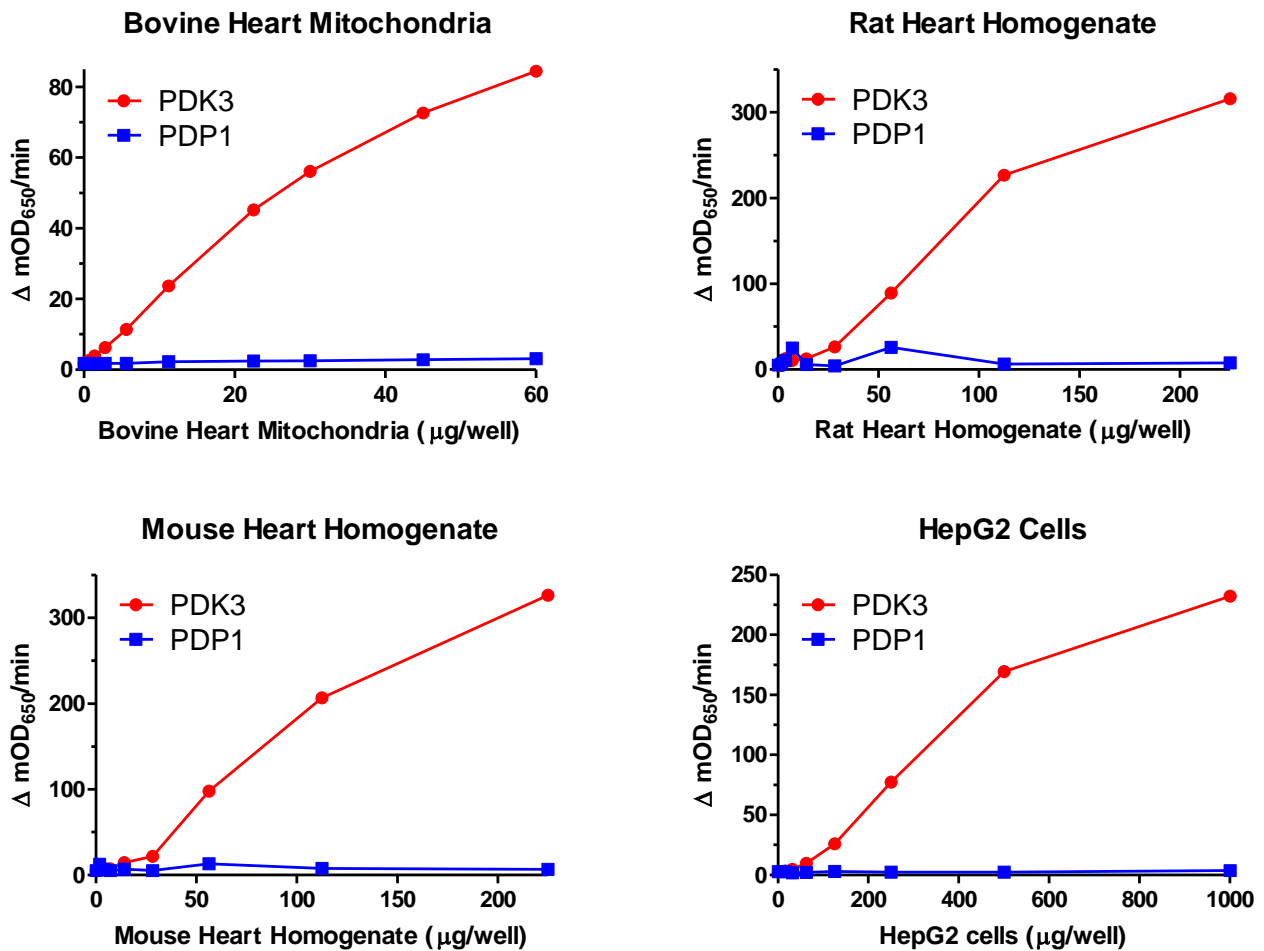 Bovine Heart Mitochondria
80
60
40
20
0
Δ mOD650/min
PDK3
PDP1
0 20 40 60
Bovine Heart Mitochondria ( μg/well)
Rat Heart Homogenate
300
200
100
0
Δ mOD650/min
PDK3
PDP1
0 50 100 150 200
Rat Heart Homogenate ( μg/well)
Mouse Heart Homogenate
300
200
100
0
Δ mOD650/min
PDK3
PDP1
0 50 100 150 200
Mouse Heart Homogenate ( μg/well)
HepG2 Cells
250
200
150
100
50
0
Δ mOD650/min
PDK3
PDP1
0 200 400 600 800 1000
HepG2 cells ( μg/well)